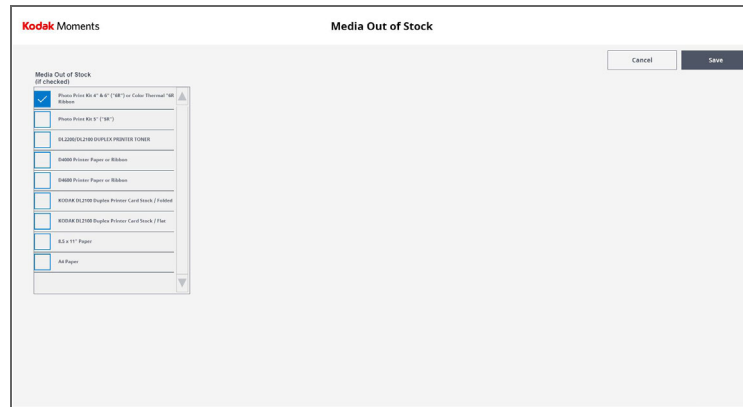 Kodak Moments
Media Out of Stock
Cancel
Save
Media Out of Stock
(if checked)
Photo Print Kit 4" & 6" ("6R") or Color Thermal "6R
Ribbon
Photo Print Kit 8" ("8R")
DL2200/DL2100 DUPLEX PRINTER TONER
D4000 Printer Paper or Ribbon
D4600 Printer Paper or Ribbon
KODAK DL2100 Duplex Printer Card Stock / Folded
KODAK DL2100 Duplex Printer Card Stock / Flat
8.5 x 11" Paper
A4 Paper